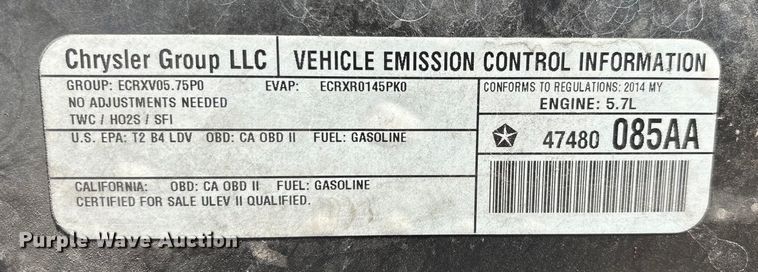 Chrysler Group LLC VEHICLE EMISSION CONTROL INFORMATION
GROUP: ECRXV05.75P0 EVAP: ECRXR0145PK0
NO ADJUSTMENTS NEEDED
TWC / HO2S / SFI
CONFORMS TO REGULATIONS: 2014 MY
ENGINE: 5.7L
U.S. EPA: T2 B4 LDV OBD: CA OBD II FUEL: GASOLINE
47480 085AA
CALIFORNIA: OBD: CA OBD II FUEL: GASOLINE
CERTIFIED FOR SALE ULEV II QUALIFIED.
Purple Wave Auction